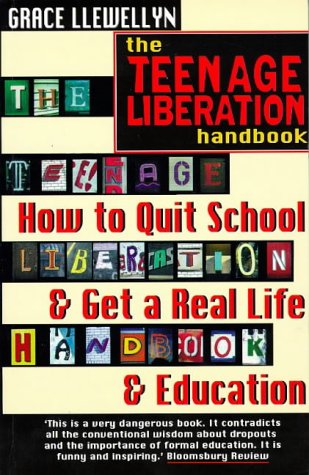 GRACE LLEWELLYN
the
TEENAGE
LIBERATION
handbook
THE
TEENAGE
How to Quit School
LIBERATION
& Get a Real Life
HANDBOOK
& Education
'This is a very dangerous book. It contradicts
all the conventional wisdom about dropouts
and the importance of formal education. It is
funny and inspiring.' Bloomsbury Review